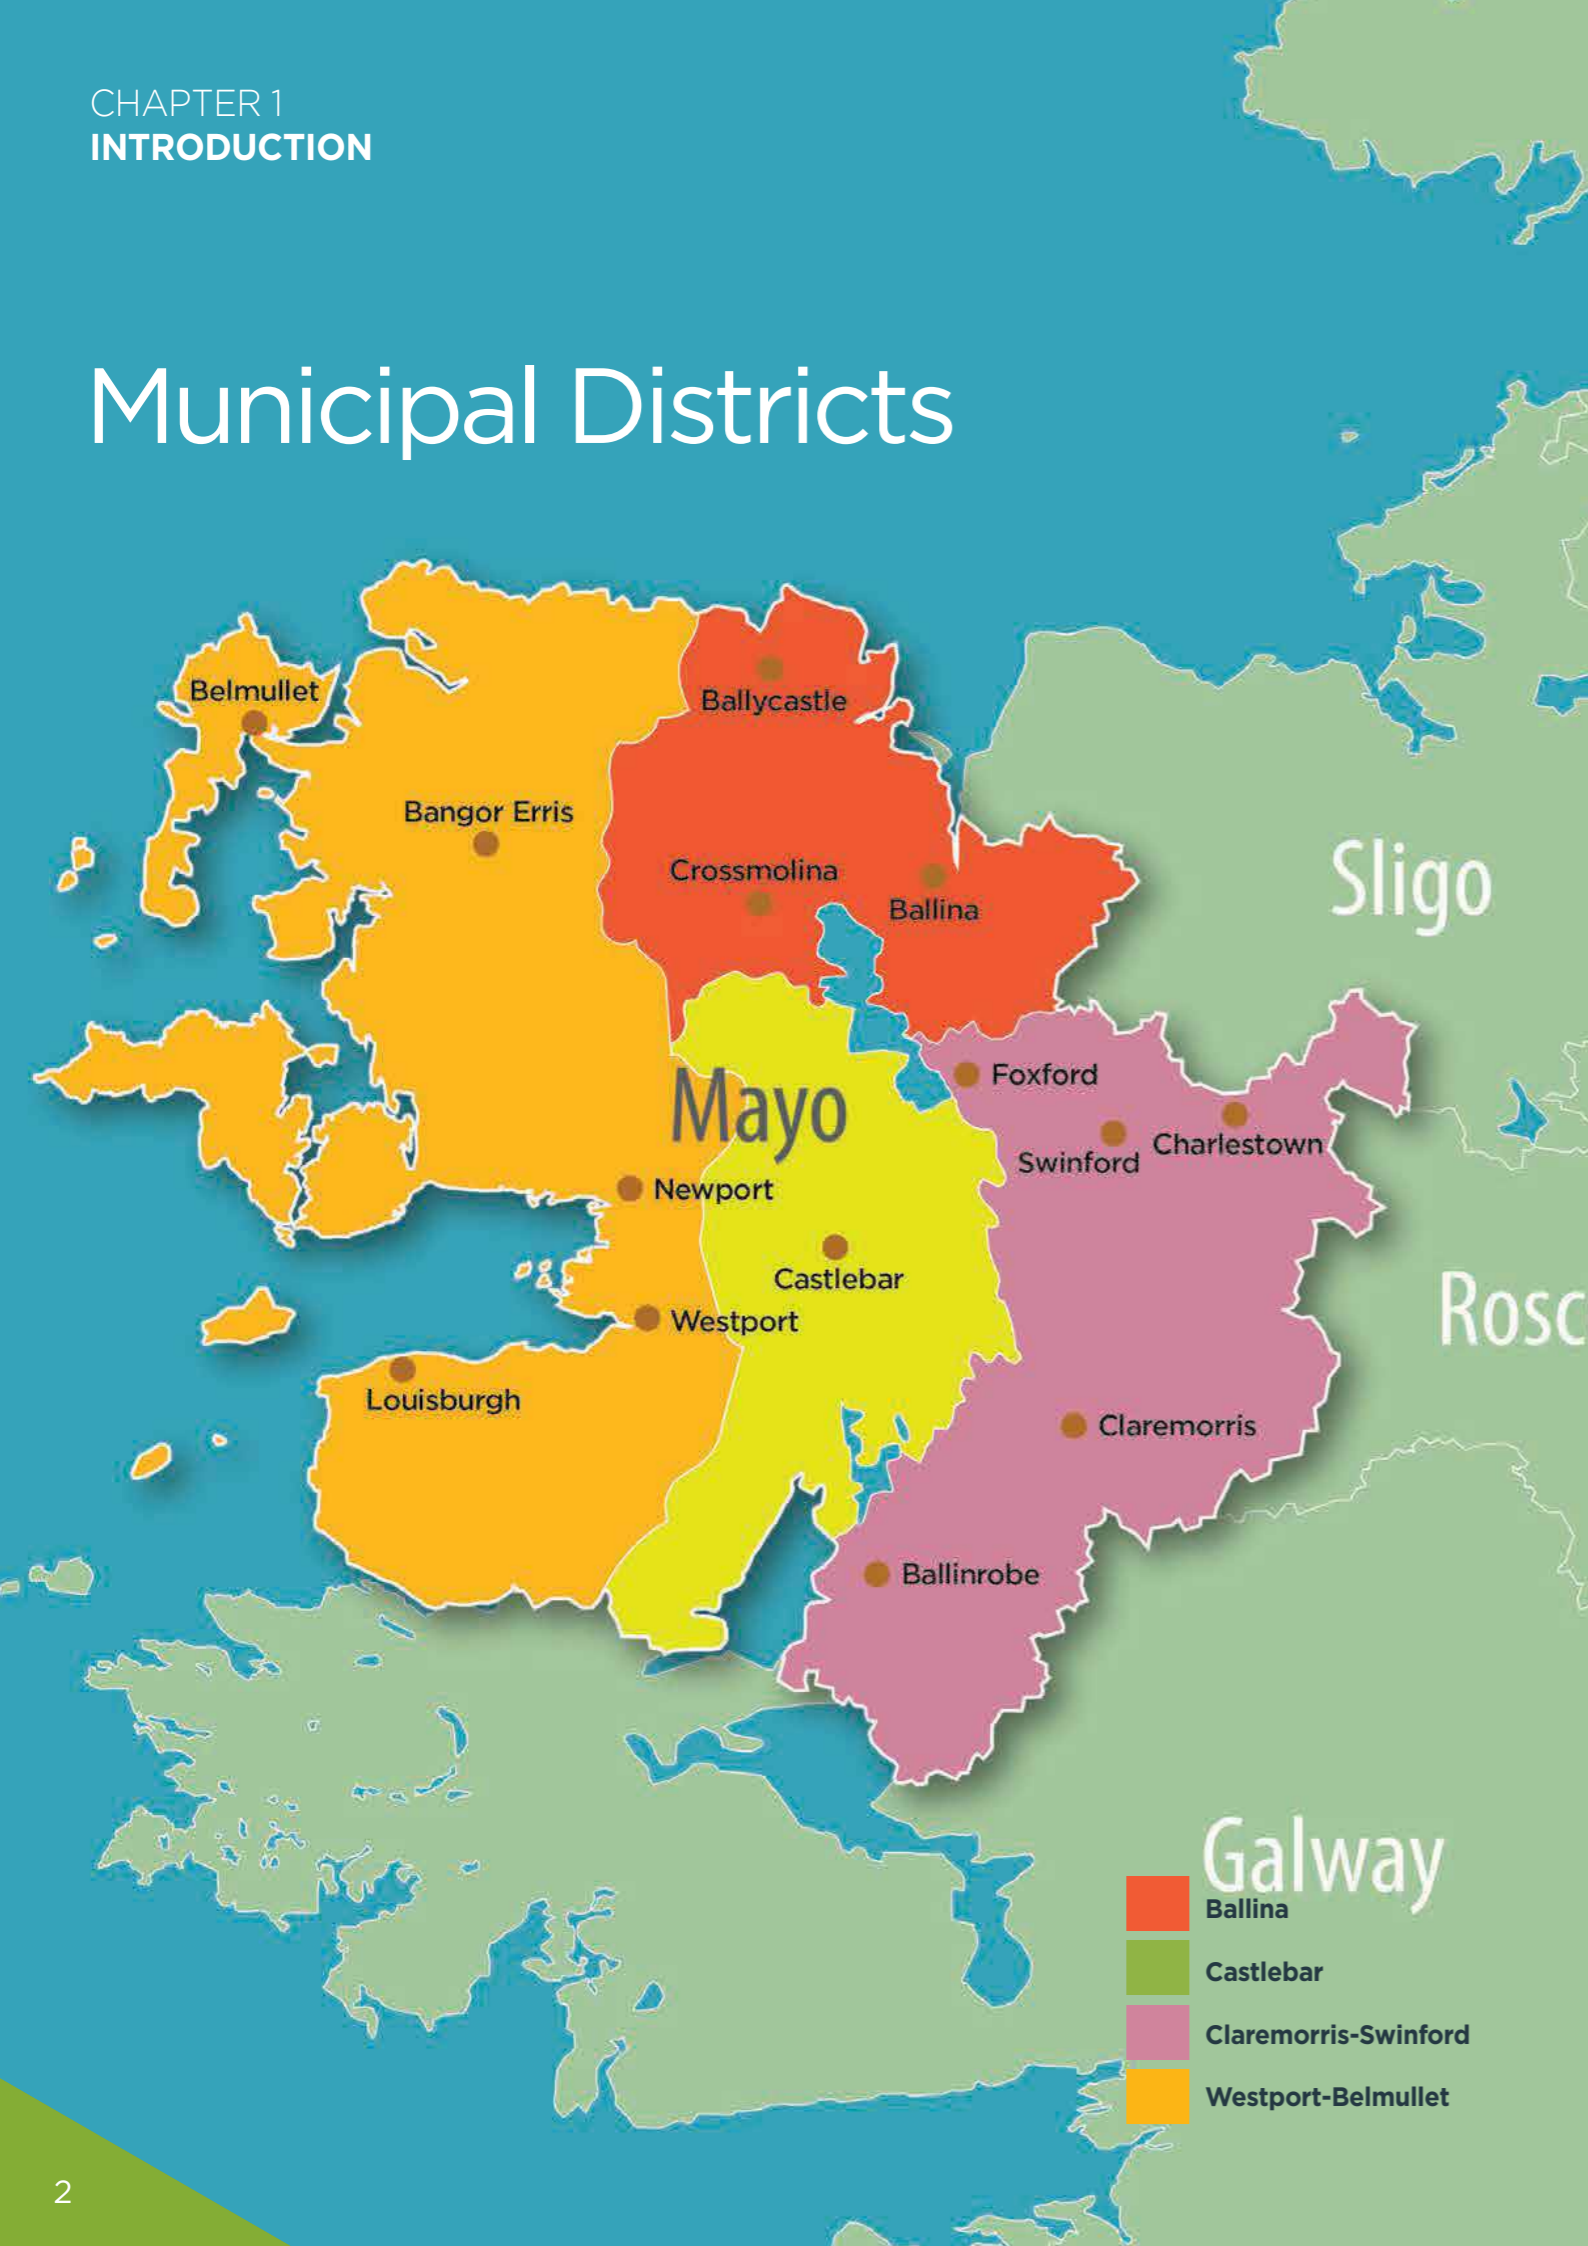 CHAPTER 1
INTRODUCTION
Municipal Districts
Belmullet
Ballycastle
Bangor Erris
Crossmolina
Ballina
Sligo
Mayo
Foxford
Swinford
Charlestown
Newport
Castlebar
Westport
Rosc
Louisburgh
Claremorris
Ballinrobe
Galway
Ballina
Castlebar
Claremorris-Swinford
Westport-Belmullet
2